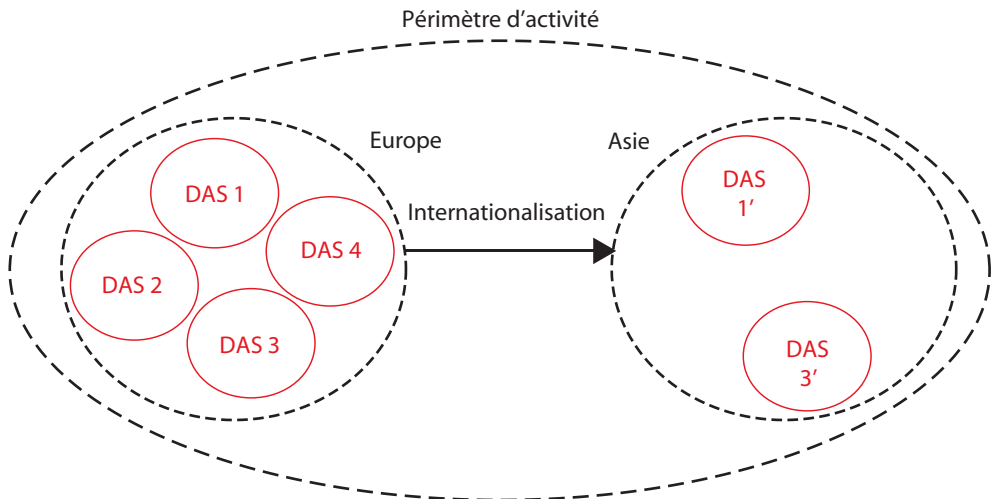 Périmètre d’activité
Europe
Asie
DAS 1
DAS
1’
Internationalisation
DAS 4
DAS 2
DAS 3
DAS
3’